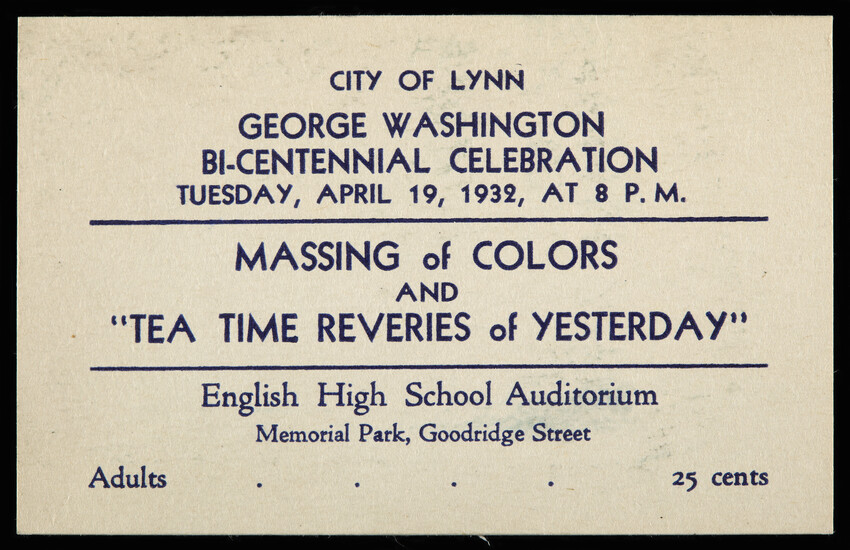 CITY OF LYNN
GEORGE WASHINGTON
BI-CENTENNIAL CELEBRATION
TUESDAY, APRIL 19, 1932, AT 8 P. M.
MASSING of COLORS
AND
"TEA TIME REVERIES of YESTERDAY"
English High School Auditorium
Memorial Park, Goodridge Street
Adults . . . . 25 cents